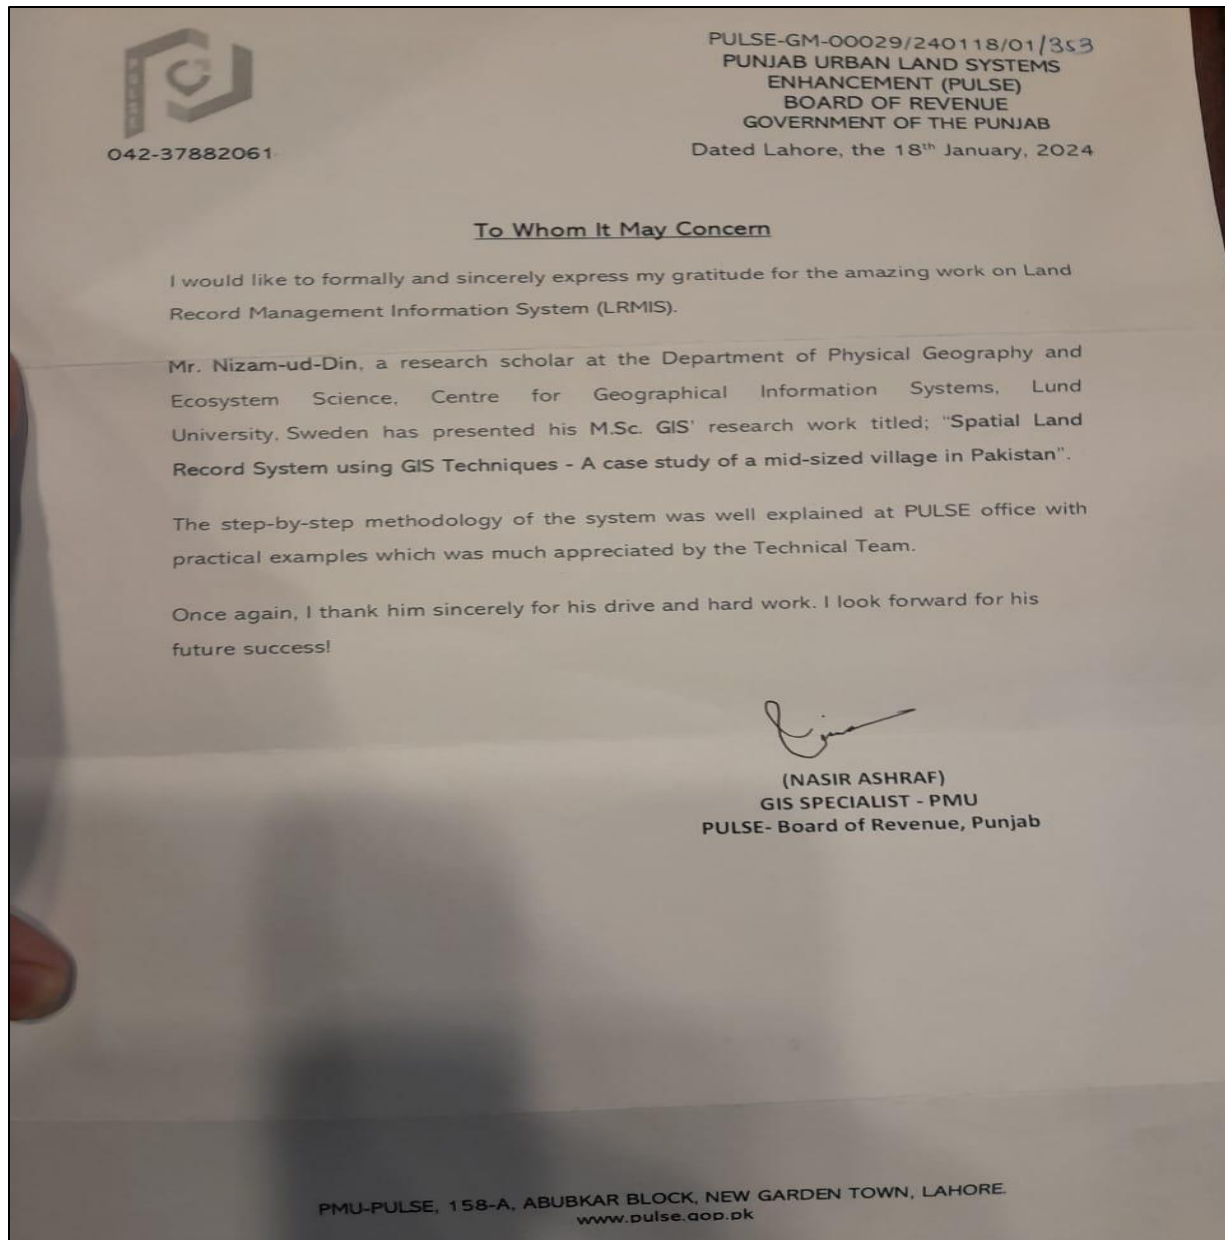 PULSE
042-37882061
PULSE-GM-00029/240118/01/353
PUNJAB URBAN LAND SYSTEMS
ENHANCEMENT (PULSE)
BOARD OF REVENUE
GOVERNMENT OF THE PUNJAB
Dated Lahore, the 18th January, 2024
To Whom It May Concern
I would like to formally and sincerely express my gratitude for the amazing work on Land
Record Management Information System (LRMIS).
Mr. Nizam-ud-Din, a research scholar at the Department of Physical Geography and
Ecosystem Science, Centre for Geographical Information Systems, Lund
University, Sweden has presented his M.Sc. GIS' research work titled; "Spatial Land
Record System using GIS Techniques - A case study of a mid-sized village in Pakistan".
The step-by-step methodology of the system was well explained at PULSE office with
practical examples which was much appreciated by the Technical Team.
Once again, I thank him sincerely for his drive and hard work. I look forward for his
future success!
(NASIR ASHRAF)
GIS SPECIALIST - PMU
PULSE- Board of Revenue, Punjab
PMU-PULSE, 158-A, ABUBKAR BLOCK, NEW GARDEN TOWN, LAHORE.
www.pulse.gop.pk